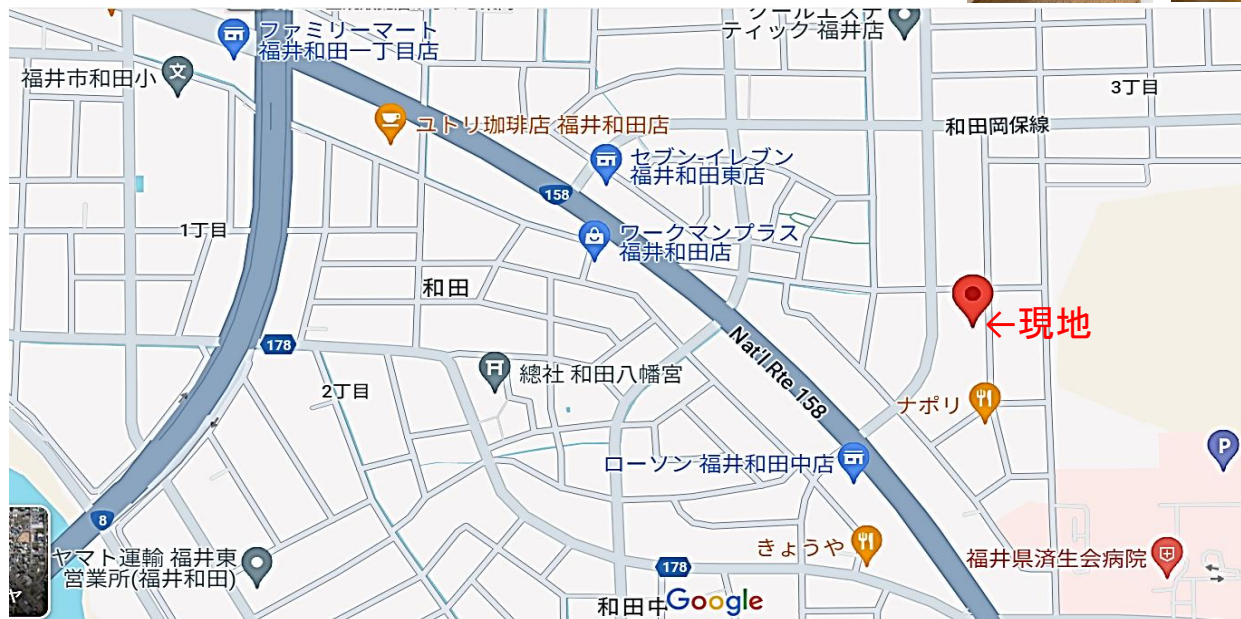 ファミリーマート
福井和田一丁目店
ティック 福井店
福井市和田小
文
3丁目
ユトリ珈琲店 福井和田店
和田岡保線
セブン-イレブン
福井和田東店
158
1丁目
ワークマンプラス
福井和田店
和田
←現地
178
Nat'l Rte 158
總社 和田八幡宮
2丁目
ナポリ
P
ローソン 福井和田中店
8
きょうや
ヤマト運輸 福井東
営業所(福井和田)
福井県済生会病院
178
ヤ
和田中
Google